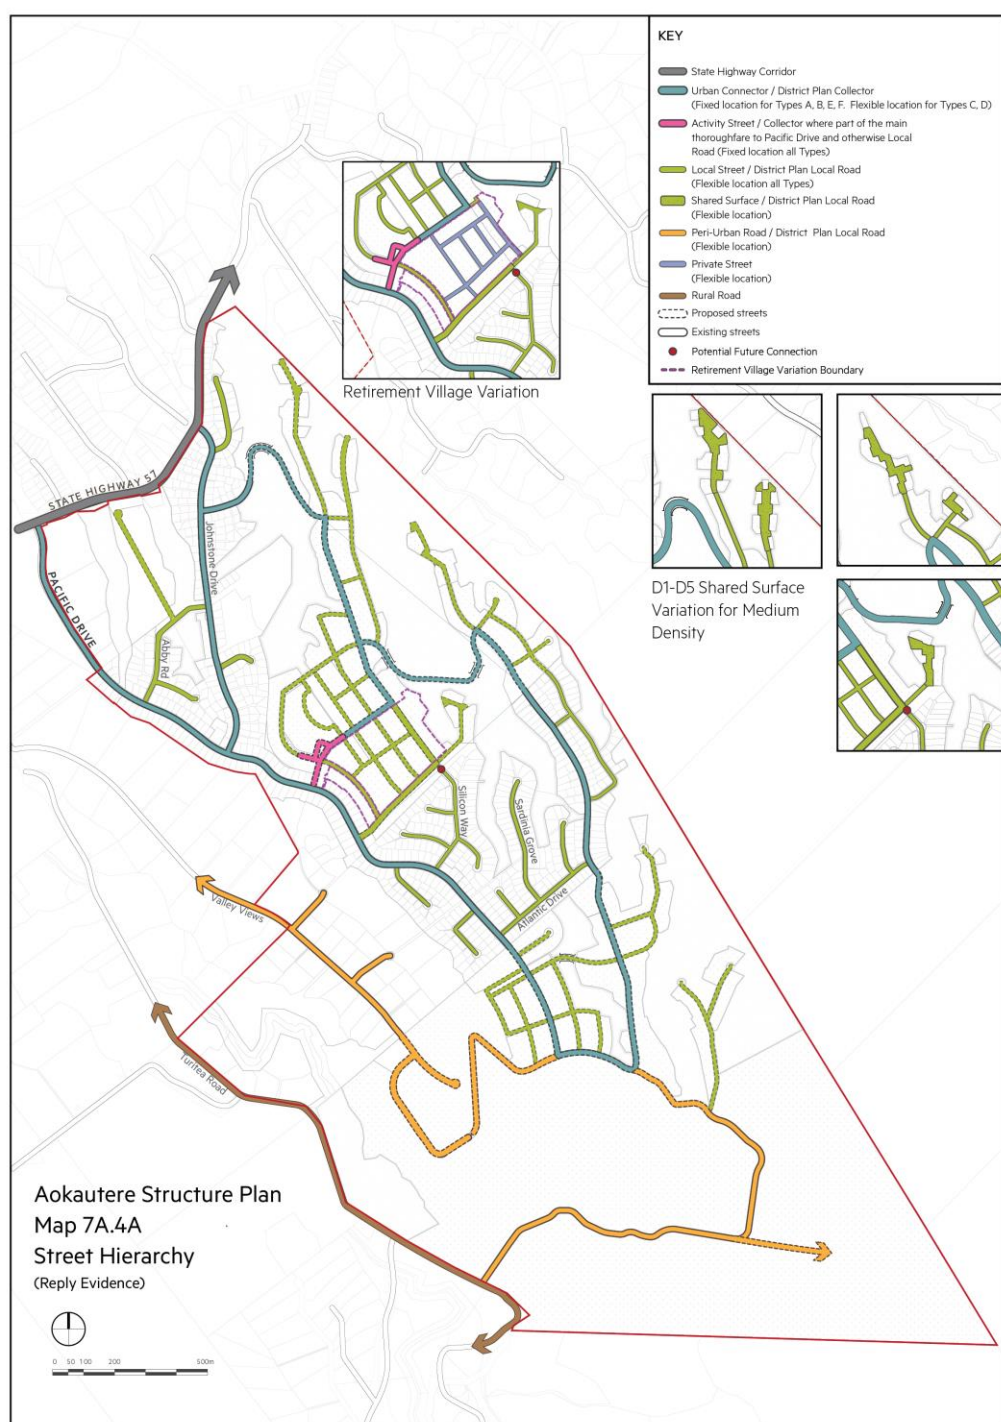 KEY
State Highway Corridor
Urban Connector / District Plan Collector
(Fixed location for Types A, B, E, F.  Flexible location for Types C, D)
Activity Street / Collector where part of the main
thoroughfare to Pacific Drive and otherwise Local
Road (Fixed location all Types)
Local Street / District Plan Local Road
(Flexible location all Types)
Shared Surface / District Plan Local Road
(Flexible location)
Peri-Urban Road / District  Plan Local Road
(Flexible location)
Private Street
(Flexible location)
Rural Road
Proposed streets
Existing streets
Potential Future Connection
Retirement Village Variation Boundary
Retirement Village Variation
D1-D5 Shared Surface
Variation for Medium
Density
STATE HIGHWAY 57
PACIFIC DRIVE
Johnstone Drive
Abby Rd
Silicon Way
Sardinia Grove
Atlantic Drive
Valley Views
Turitea Road
Aokautere Structure Plan
Map 7A.4A
Street Hierarchy
(Reply Evidence)
0 50 100 200 500m